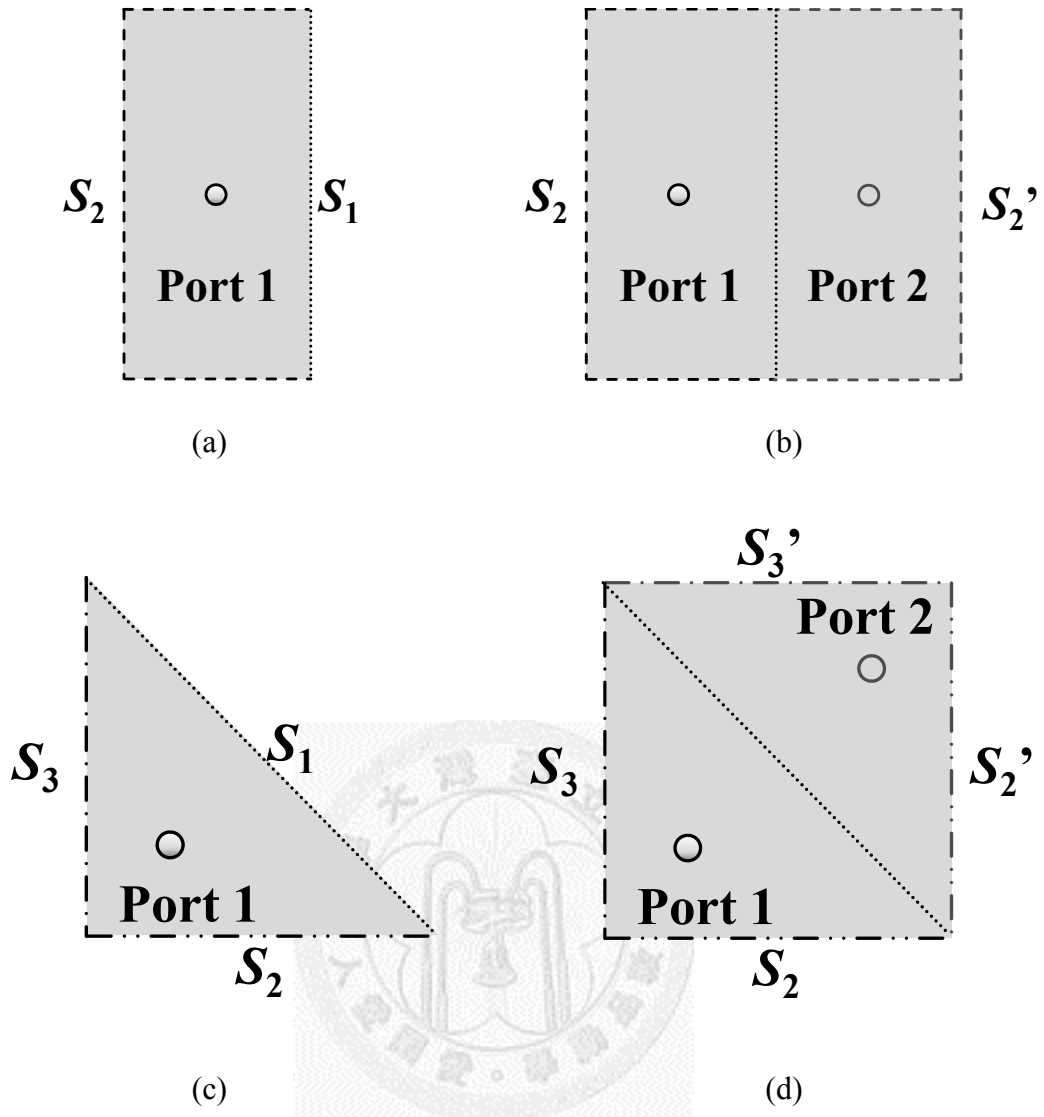 S₂
S₁
Port 1
(a)
S₂
S₂’
Port 1
Port 2
(b)
S₃
S₁
Port 1
S₂
(c)
S₃’
Port 2
S₃
S₂’
Port 1
S₂
(d)